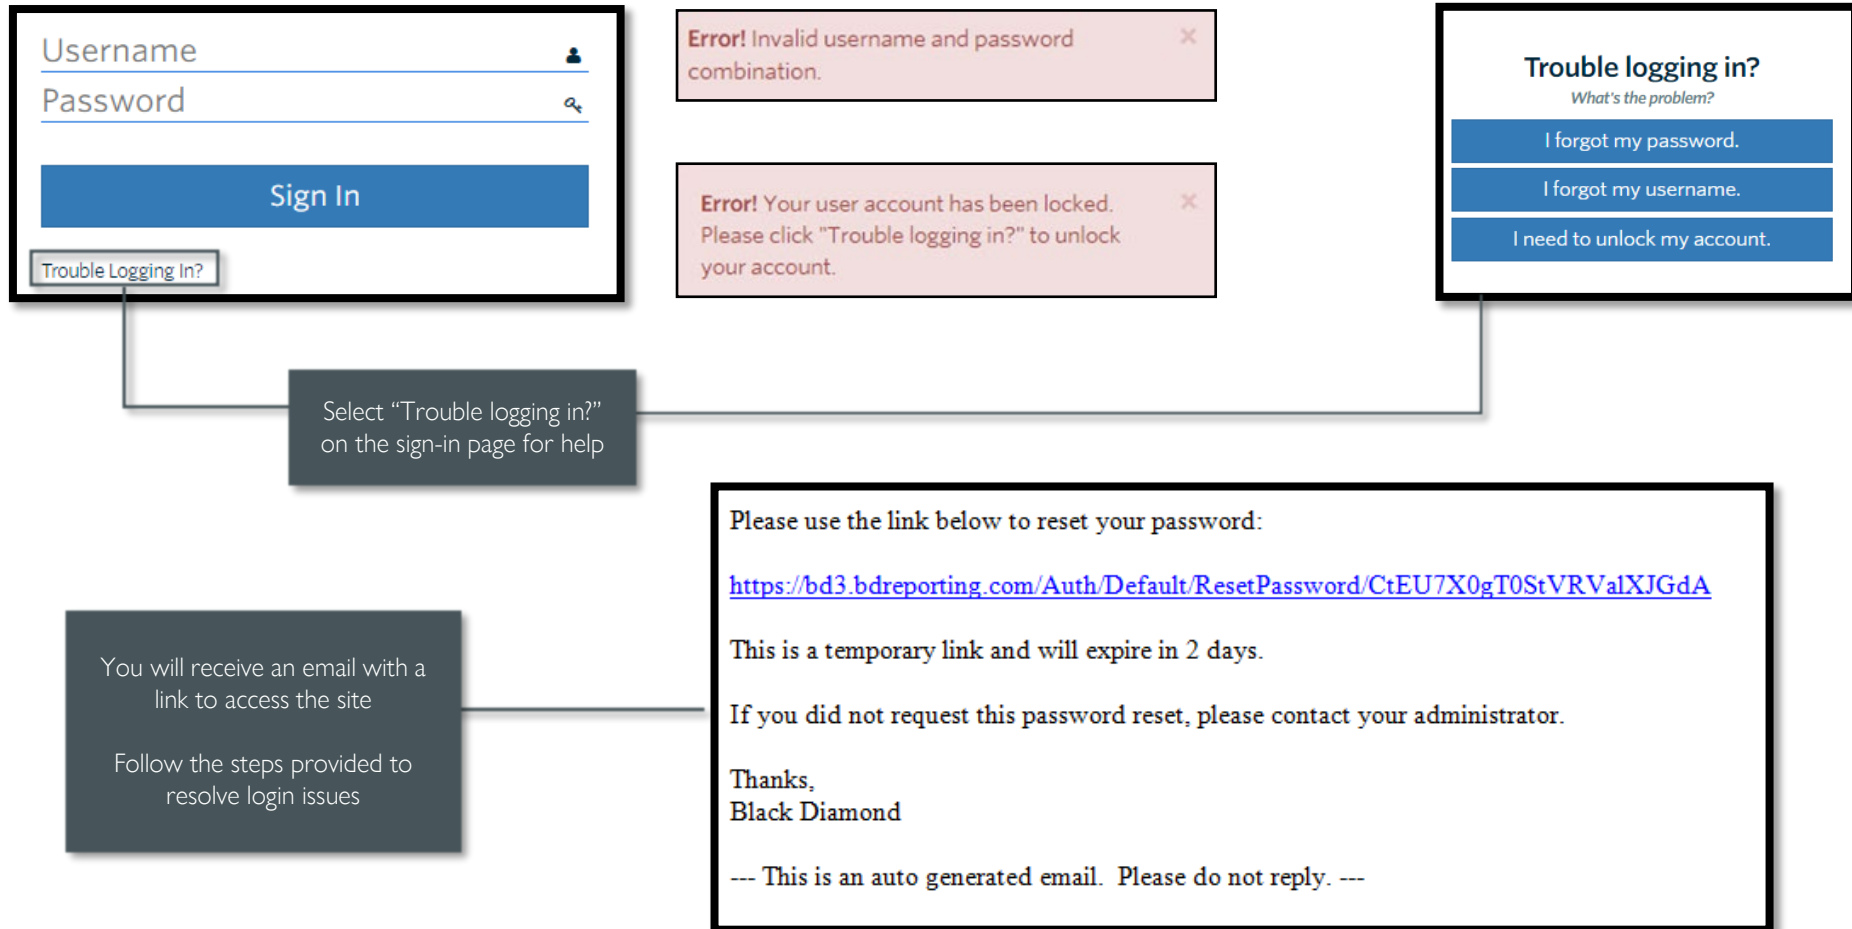 Username
Password
Sign In
Trouble Logging In?
Error! Invalid username and password
combination.
Error! Your user account has been locked.
Please click "Trouble logging in?" to unlock
your account.
Trouble logging in?
What's the problem?
I forgot my password.
I forgot my username.
I need to unlock my account.
Select “Trouble logging in?”
on the sign-in page for help
You will receive an email with a
link to access the site
Follow the steps provided to
resolve login issues
Please use the link below to reset your password:
https://bd3.bdreporting.com/Auth/Default/ResetPassword/CtEU7X0gT0StVRValXJGdA
This is a temporary link and will expire in 2 days.
If you did not request this password reset, please contact your administrator.
Thanks,
Black Diamond
--- This is an auto generated email.  Please do not reply. ---